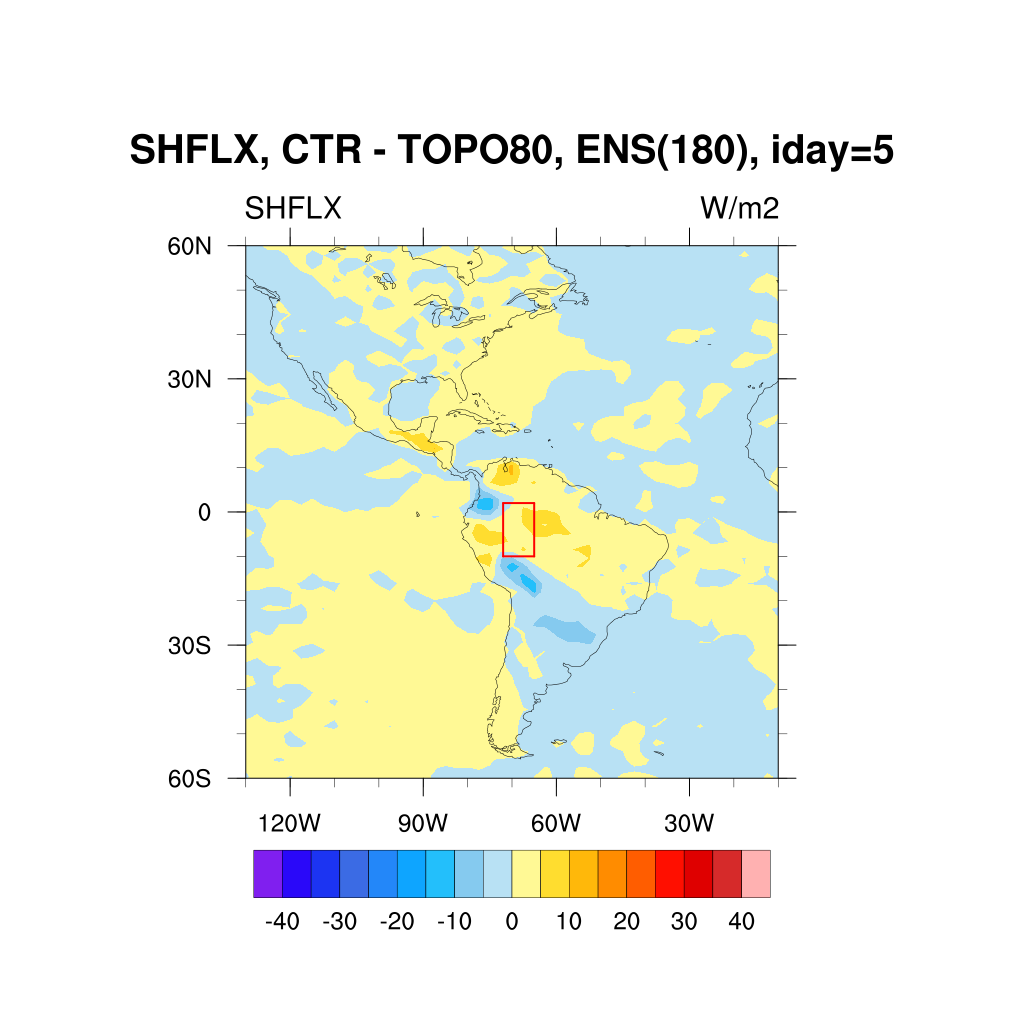 SHFLX, CTR - TOPO80, ENS(180), iday=5
SHFLX W/m2
60N
30N
0
30S
60S
120W 90W 60W 30W
-40 -30 -20 -10 0 10 20 30 40